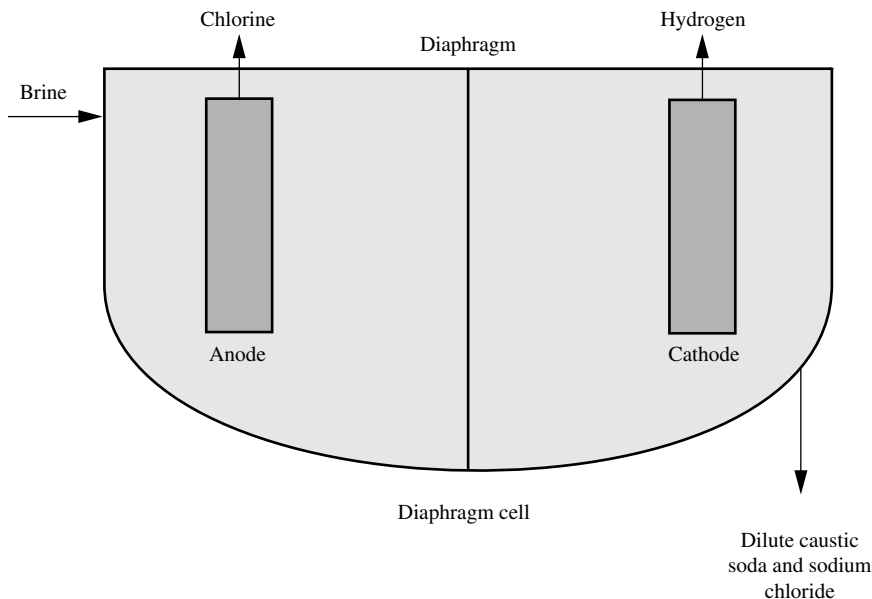 Chlorine
Hydrogen
Diaphragm
Brine
Anode
Cathode
Diaphragm cell
Dilute caustic
soda and sodium
chloride